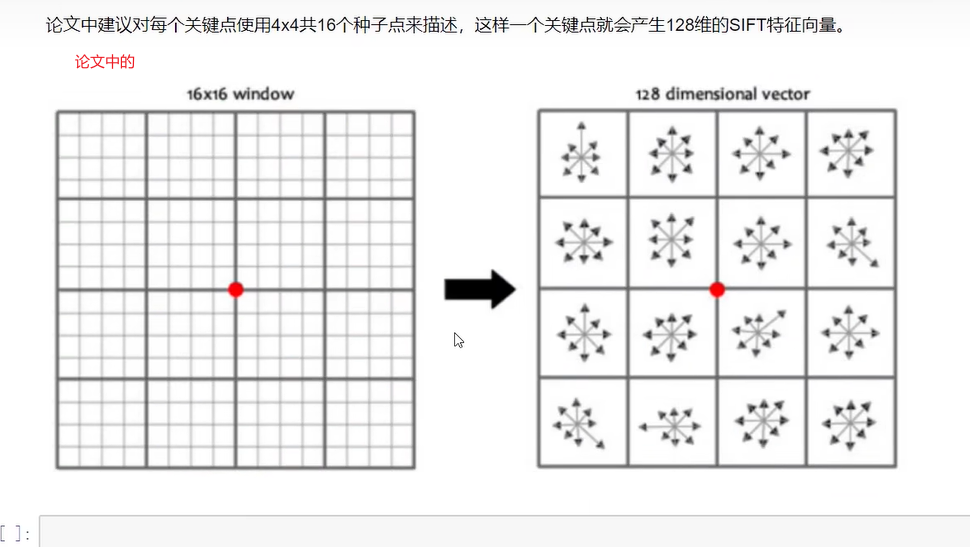 论文中建议对每个关键点使用4x4共16个种子点来描述，这样一个关键点就会产生128维的SIFT特征向量。
论文中的
16x16 window
128 dimensional vector
[ ]: